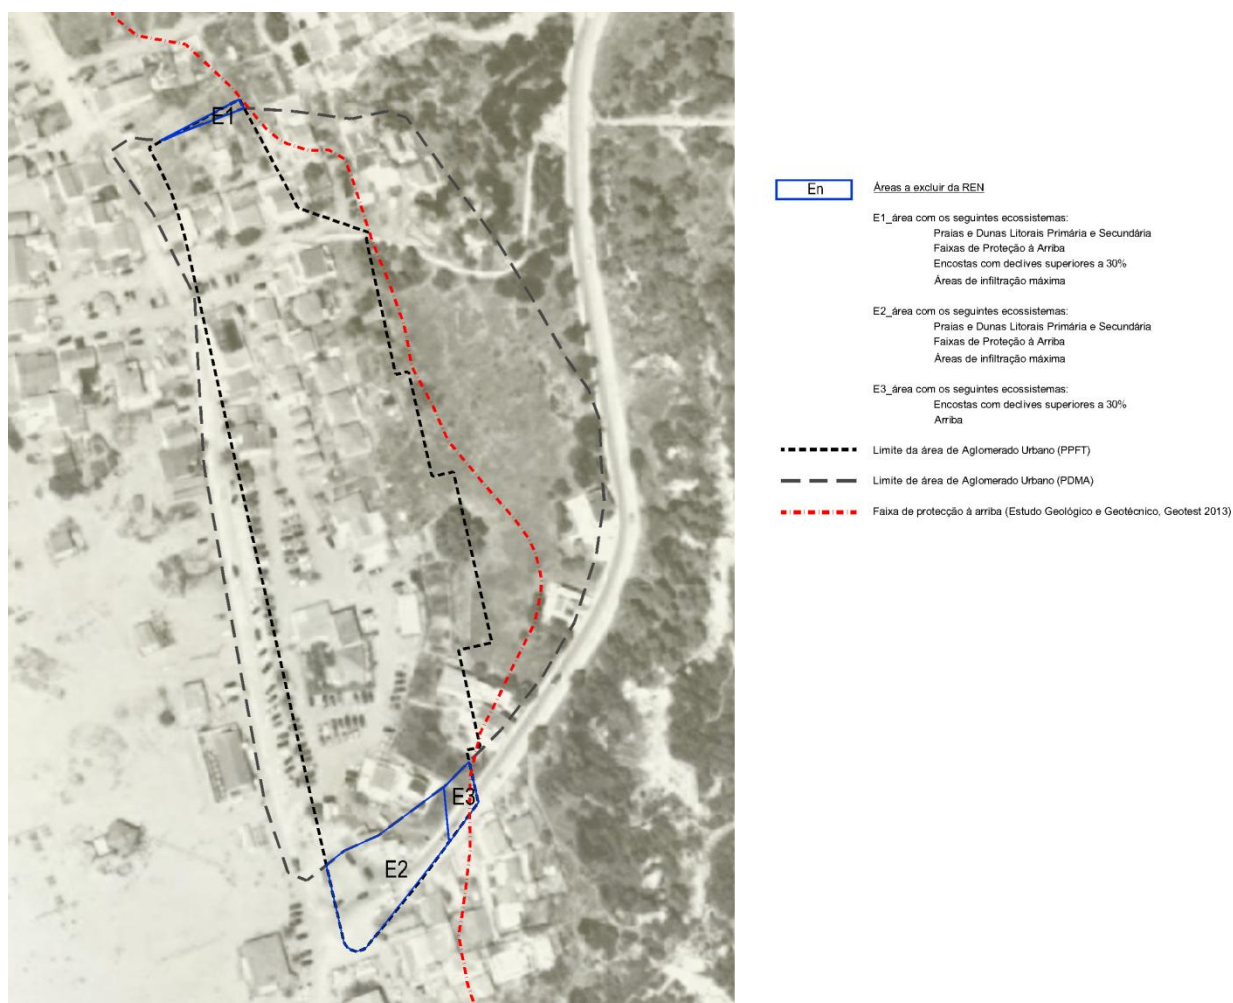 E1
E3
E2
En
Áreas a excluir da REN
E1_área com os seguintes ecossistemas:
Praias e Dunas Litorais Primária e Secundária
Faixas de Proteção à Arriba
Encostas com declives superiores a 30%
Áreas de infiltração máxima
E2_área com os seguintes ecossistemas:
Praias e Dunas Litorais Primária e Secundária
Faixas de Proteção à Arriba
Áreas de infiltração máxima
E3_área com os seguintes ecossistemas:
Encostas com declives superiores a 30%
Arriba
Limite da área de Aglomerado Urbano (PPFT)
Limite de área de Aglomerado Urbano (PDMA)
Faixa de protecção à arriba (Estudo Geológico e Geotécnico, Geotest 2013)